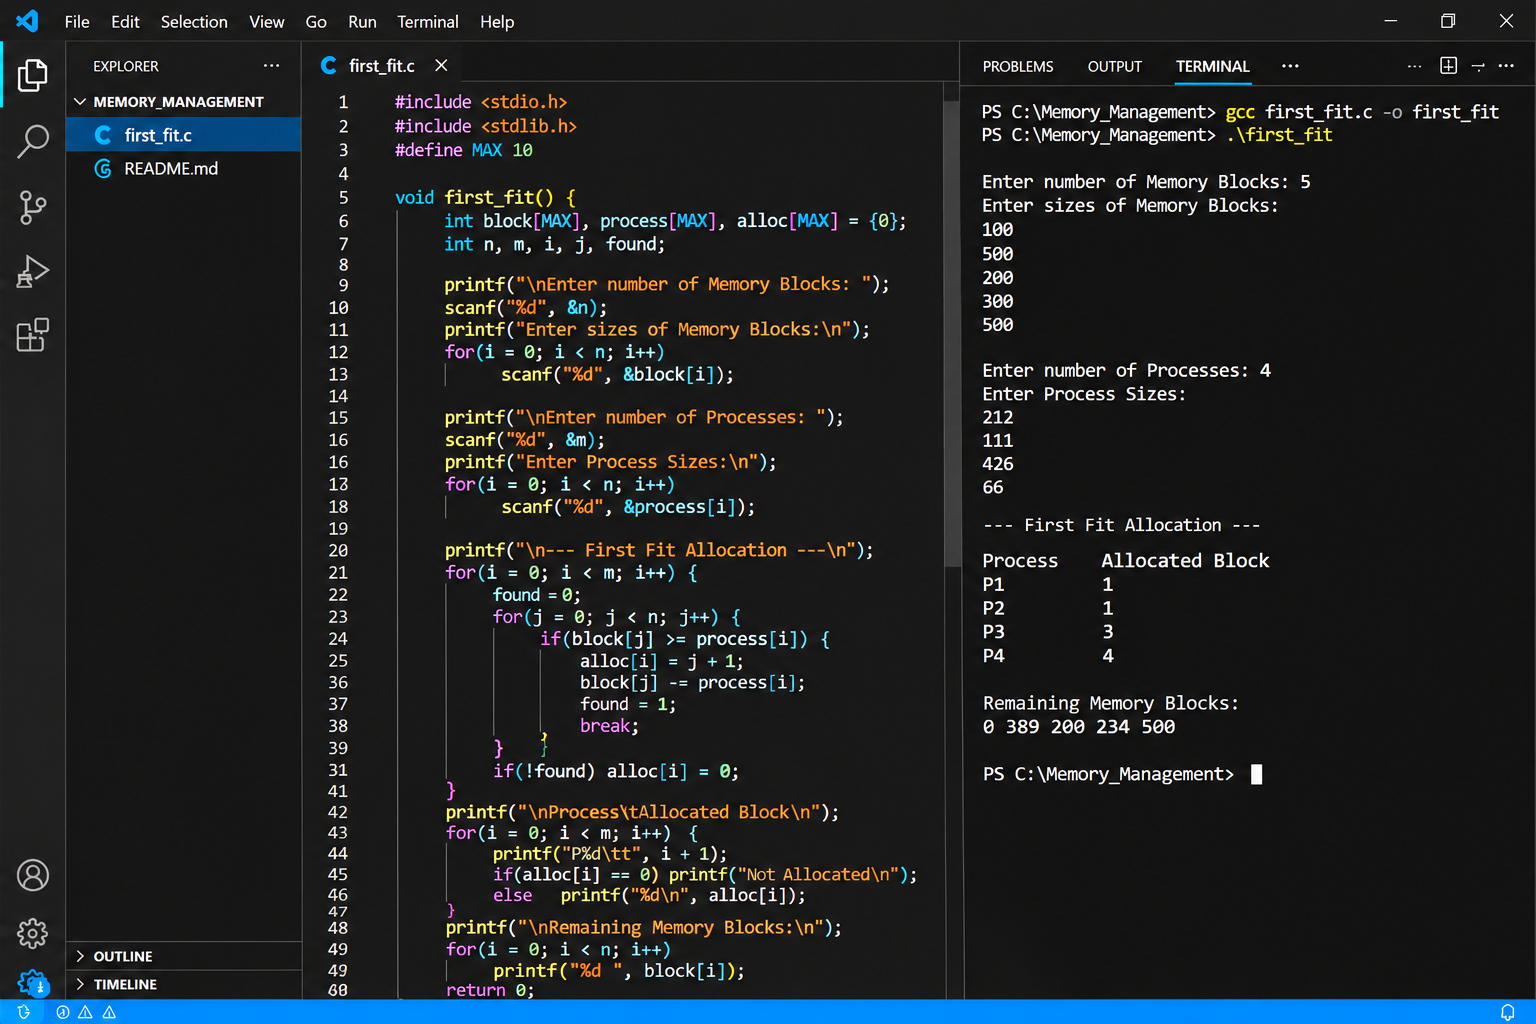 File Edit Selection View Go Run Terminal Help
EXPLORER ...
MEMORY_MANAGEMENT
first_fit.c
README.md
OUTLINE
TIMELINE
first_fit.c
1 #include <stdio.h>
2 #include <stdlib.h>
3 #define MAX 10
4
5 void first_fit() {
6 int block[MAX], process[MAX], alloc[MAX] = {0};
7 int n, m, i, j, found;
8
9 printf("\nEnter number of Memory Blocks: ");
10 scanf("%d", &n);
11 printf("Enter sizes of Memory Blocks:\n");
12 for(i = 0; i < n; i++)
13 scanf("%d", &block[i]);
14
15 printf("\nEnter number of Processes: ");
16 scanf("%d", &m);
16 printf("Enter Process Sizes:\n");
13 for(i = 0; i < n; i++)
18 scanf("%d", &process[i]);
19
20 printf("\n--- First Fit Allocation ---\n");
21 for(i = 0; i < m; i++) {
22 found = 0;
23 for(j = 0; j < n; j++) {
24 if(block[j] >= process[i]) {
25 alloc[i] = j + 1;
36 block[j] -= process[i];
37 found = 1;
38 break;
39 } }
31 if(!found) alloc[i] = 0;
41 }
42 printf("\nProcess\tAllocated Block\n");
43 for(i = 0; i < m; i++) {
44 printf("P%d\tt", i + 1);
45 if(alloc[i] == 0) printf("Not Allocated\n");
46 else printf("%d\n", alloc[i]);
47 }
48 printf("\nRemaining Memory Blocks:\n");
49 for(i = 0; i < n; i++)
49 printf("%d ", block[i]);
60 return 0;
PROBLEMS OUTPUT TERMINAL ...
PS C:\Memory_Management> gcc first_fit.c -o first_fit
PS C:\Memory_Management> .\first_fit
Enter number of Memory Blocks: 5
Enter sizes of Memory Blocks:
100
500
200
300
500
Enter number of Processes: 4
Enter Process Sizes:
212
111
426
66
--- First Fit Allocation ---
Process Allocated Block
P1 1
P2 1
P3 3
P4 4
Remaining Memory Blocks:
0 389 200 234 500
PS C:\Memory_Management>